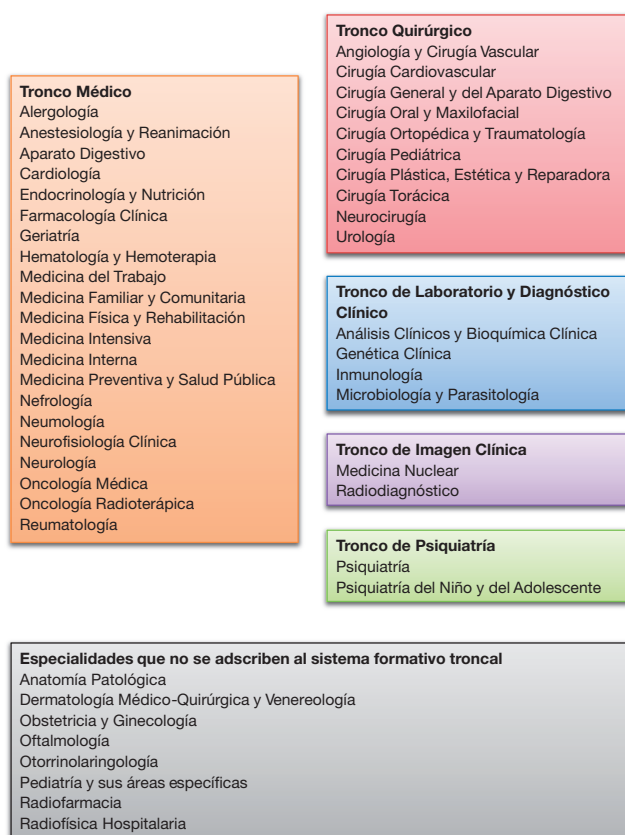 Tronco Médico
Alergología
Anestesiología y Reanimación
Aparato Digestivo
Cardiología
Endocrinología y Nutrición
Farmacología Clínica
Geriatría
Hematología y Hemoterapia
Medicina del Trabajo
Medicina Familiar y Comunitaria
Medicina Física y Rehabilitación
Medicina Intensiva
Medicina Interna
Medicina Preventiva y Salud Pública
Nefrología
Neumología
Neurofisiología Clínica
Neurología
Oncología Médica
Oncología Radioterápica
Reumatología
Tronco Quirúrgico
Angiología y Cirugía Vascular
Cirugía Cardiovascular
Cirugía General y del Aparato Digestivo
Cirugía Oral y Maxilofacial
Cirugía Ortopédica y Traumatología
Cirugía Pediátrica
Cirugía Plástica, Estética y Reparadora
Cirugía Torácica
Neurocirugía
Urología
Tronco de Laboratorio y Diagnóstico
Clínico
Análisis Clínicos y Bioquímica Clínica
Genética Clínica
Inmunología
Microbiología y Parasitología
Tronco de Imagen Clínica
Medicina Nuclear
Radiodiagnóstico
Tronco de Psiquiatría
Psiquiatría
Psiquiatría del Niño y del Adolescente
Especialidades que no se adscriben al sistema formativo troncal
Anatomía Patológica
Dermatología Médico-Quirúrgica y Venereología
Obstetricia y Ginecología
Oftalmología
Otorrinolaringología
Pediatría y sus áreas específicas
Radiofarmacia
Radiofísica Hospitalaria